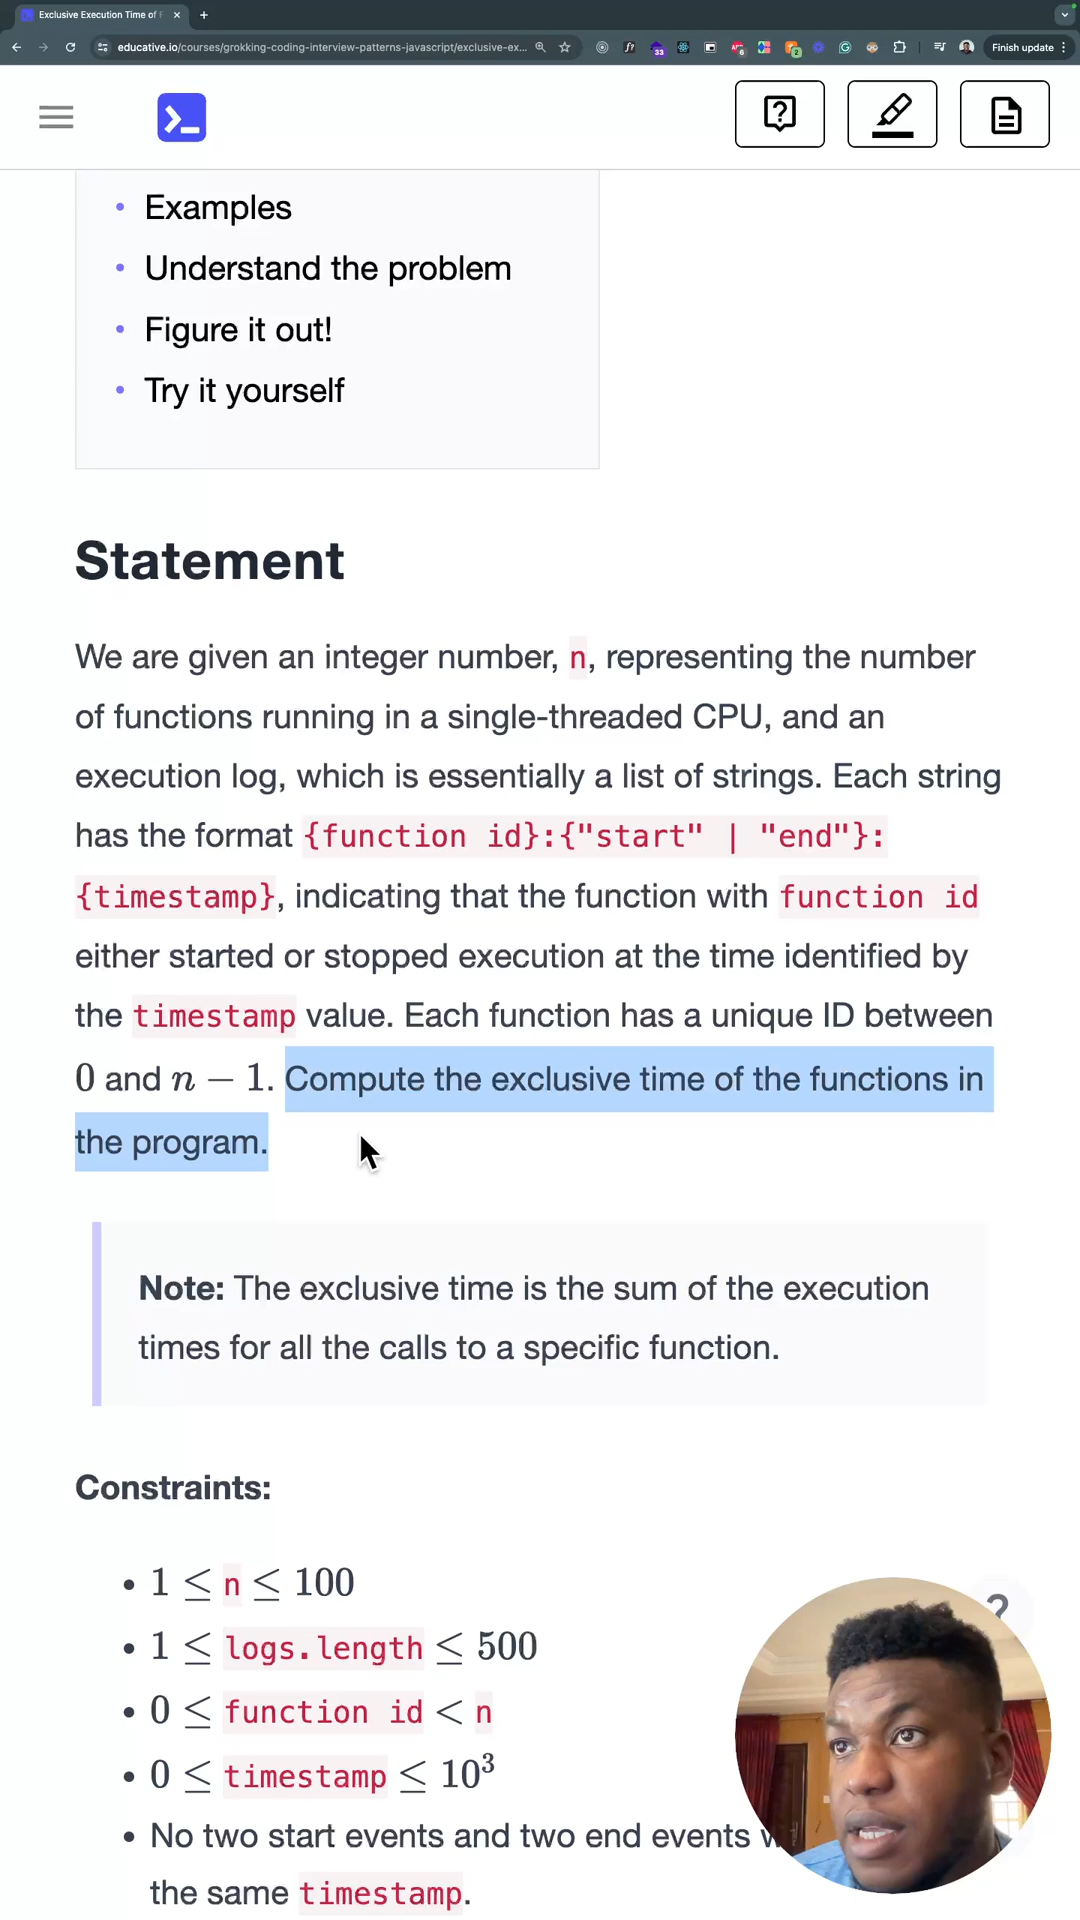 Exclusive Execution Time of F
educative.io/courses/grokking-coding-interview-patterns-javascript/exclusive-ex...
Finish update
Examples
Understand the problem
Figure it out!
Try it yourself
Statement
We are given an integer number, n, representing the number
of functions running in a single-threaded CPU, and an
execution log, which is essentially a list of strings. Each string
has the format {function id}:{"start" | "end"}:
{timestamp}, indicating that the function with function id
either started or stopped execution at the time identified by
the timestamp value. Each function has a unique ID between
0 and n − 1. Compute the exclusive time of the functions in
the program.
Note: The exclusive time is the sum of the execution
times for all the calls to a specific function.
Constraints:
1 ≤ n ≤ 100
1 ≤ logs.length ≤ 500
0 ≤ function id < n
0 ≤ timestamp ≤ 10³
No two start events and two end events
the same timestamp.